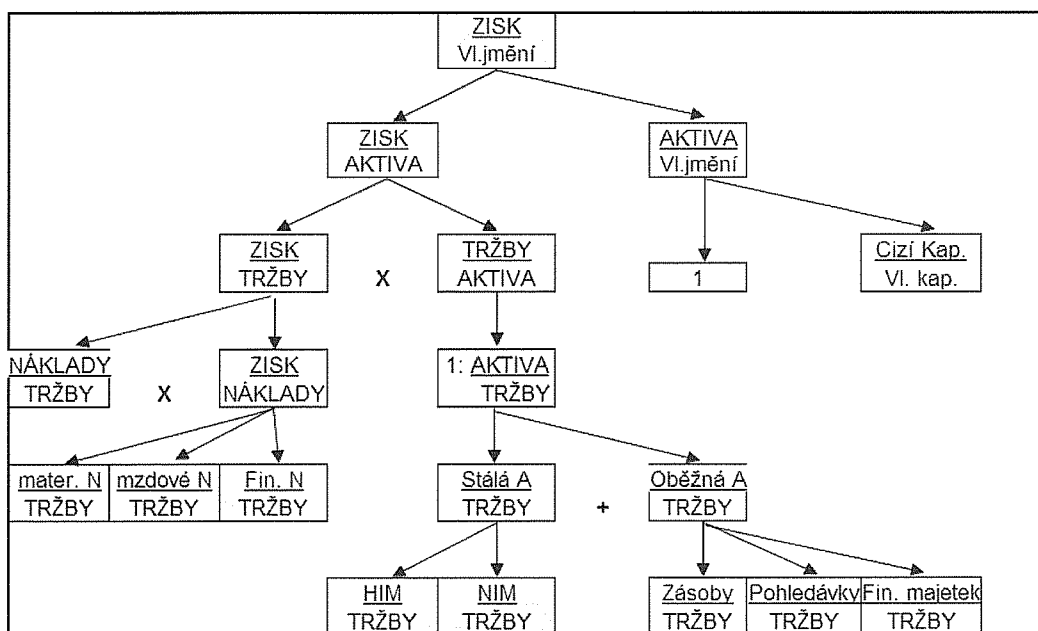 ZISK
Vl.jmění
ZISK
AKTIVA
AKTIVA
Vl.jmění
ZISK
TRŽBY
X
TRŽBY
AKTIVA
1
Cizí Kap.
Vl. kap.
NÁKLADY
TRŽBY
X
ZISK
NÁKLADY
1: AKTIVA
TRŽBY
mater. N
TRŽBY
mzdové N
TRŽBY
Fin. N
TRŽBY
Stálá A
TRŽBY
+
Oběžná A
TRŽBY
HIM
TRŽBY
NIM
TRŽBY
Zásoby
TRŽBY
Pohledávky
TRŽBY
Fin. majetek
TRŽBY